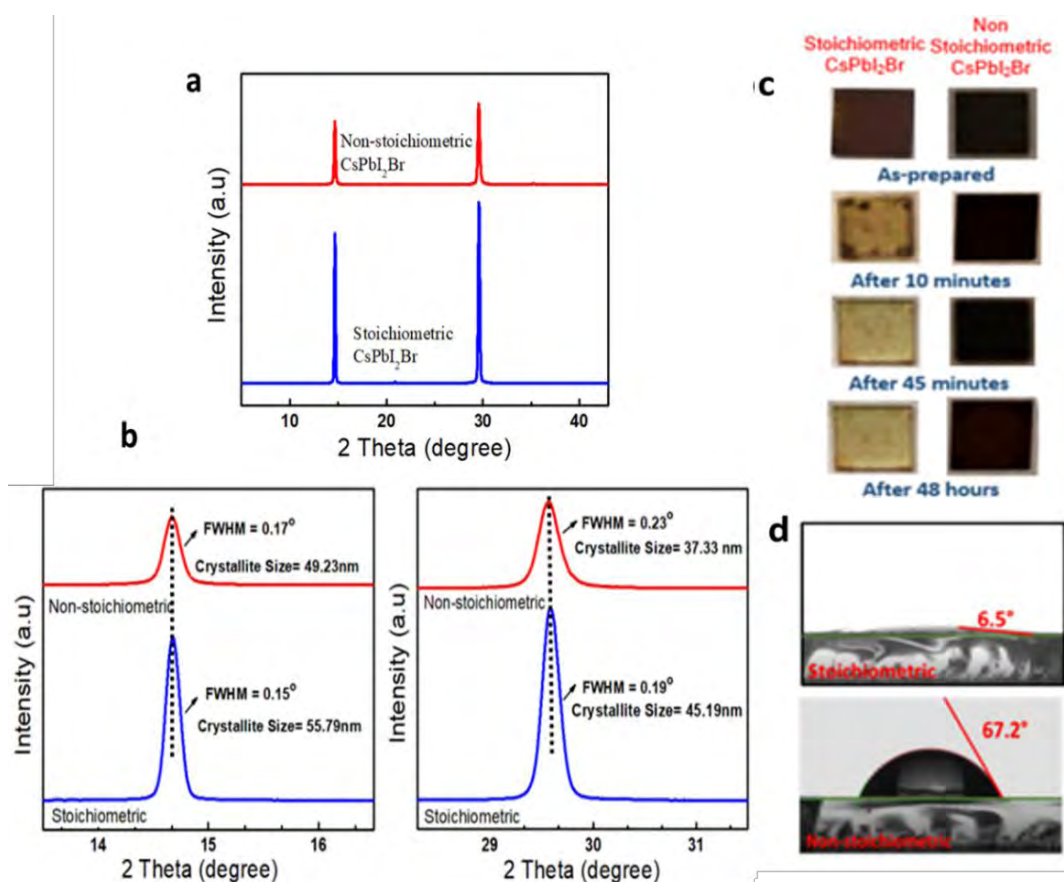 a
Non-stoichiometric
CsPbI₂Br
Stoichiometric
CsPbI₂Br
Intensity (a.u)
10
20
30
40
2 Theta (degree)
b
FWHM = 0.17°
Crystallite Size= 49.23nm
Non-stoichiometric
FWHM = 0.15°
Crystallite Size= 55.79nm
Stoichiometric
Intensity (a.u)
14
15
16
2 Theta (degree)
FWHM = 0.23°
Crystallite Size= 37.33 nm
Non-stoichiometric
FWHM = 0.19°
Crystallite Size= 45.19nm
Stoichiometric
Intensity (a.u)
29
30
31
2 Theta (degree)
c
Stoichiometric
CsPbI₂Br
Non
Stoichiometric
CsPbI₂Br
As-prepared
After 10 minutes
After 45 minutes
After 48 hours
d
6.5°
Stoichiometric
67.2°
Non-stoichiometric